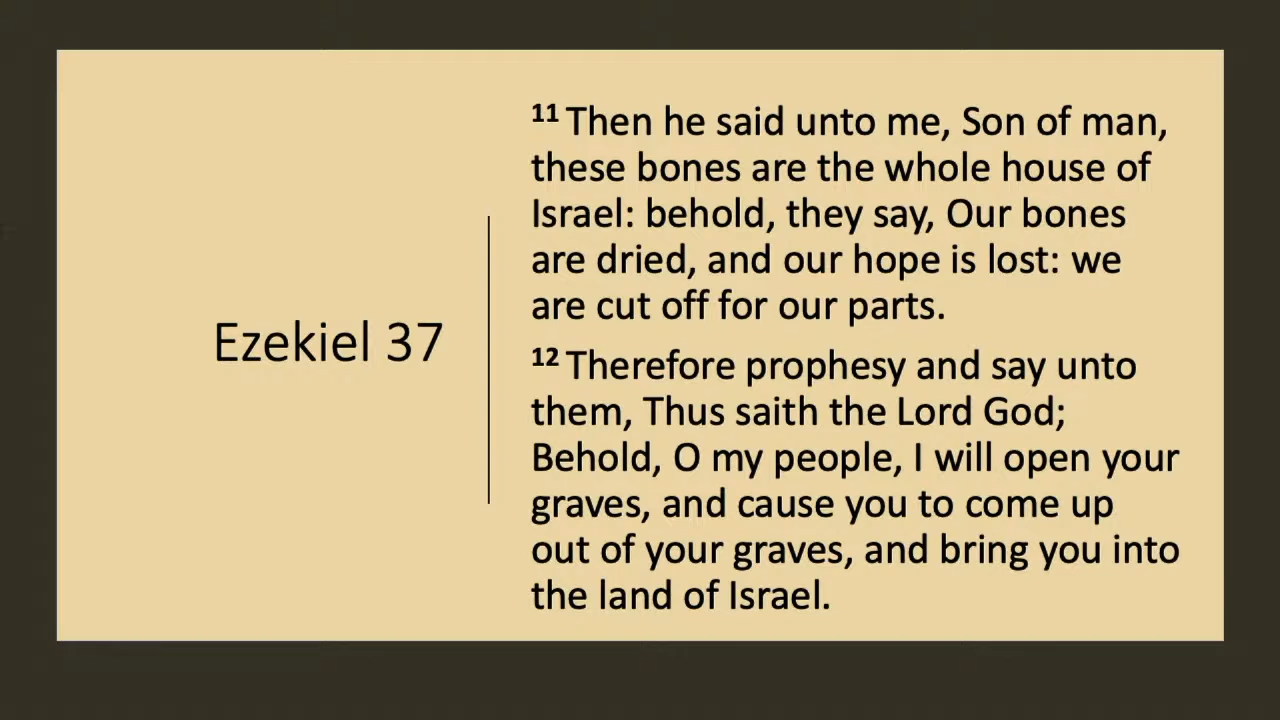 Ezekiel 37
11 Then he said unto me, Son of man,
these bones are the whole house of
Israel: behold, they say, Our bones
are dried, and our hope is lost: we
are cut off for our parts.
12 Therefore prophesy and say unto
them, Thus saith the Lord God;
Behold, O my people, I will open your
graves, and cause you to come up
out of your graves, and bring you into
the land of Israel.